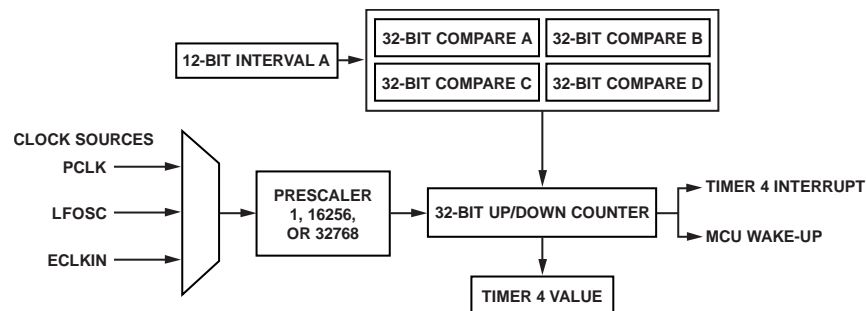 32-BIT COMPARE A
32-BIT COMPARE B
12-BIT INTERVAL A
32-BIT COMPARE C
32-BIT COMPARE D
CLOCK SOURCES
PCLK
LFOSC
ECLKIN
PRESCALER
1, 16256,
OR 32768
32-BIT UP/DOWN COUNTER
TIMER 4 INTERRUPT
MCU WAKE-UP
TIMER 4 VALUE